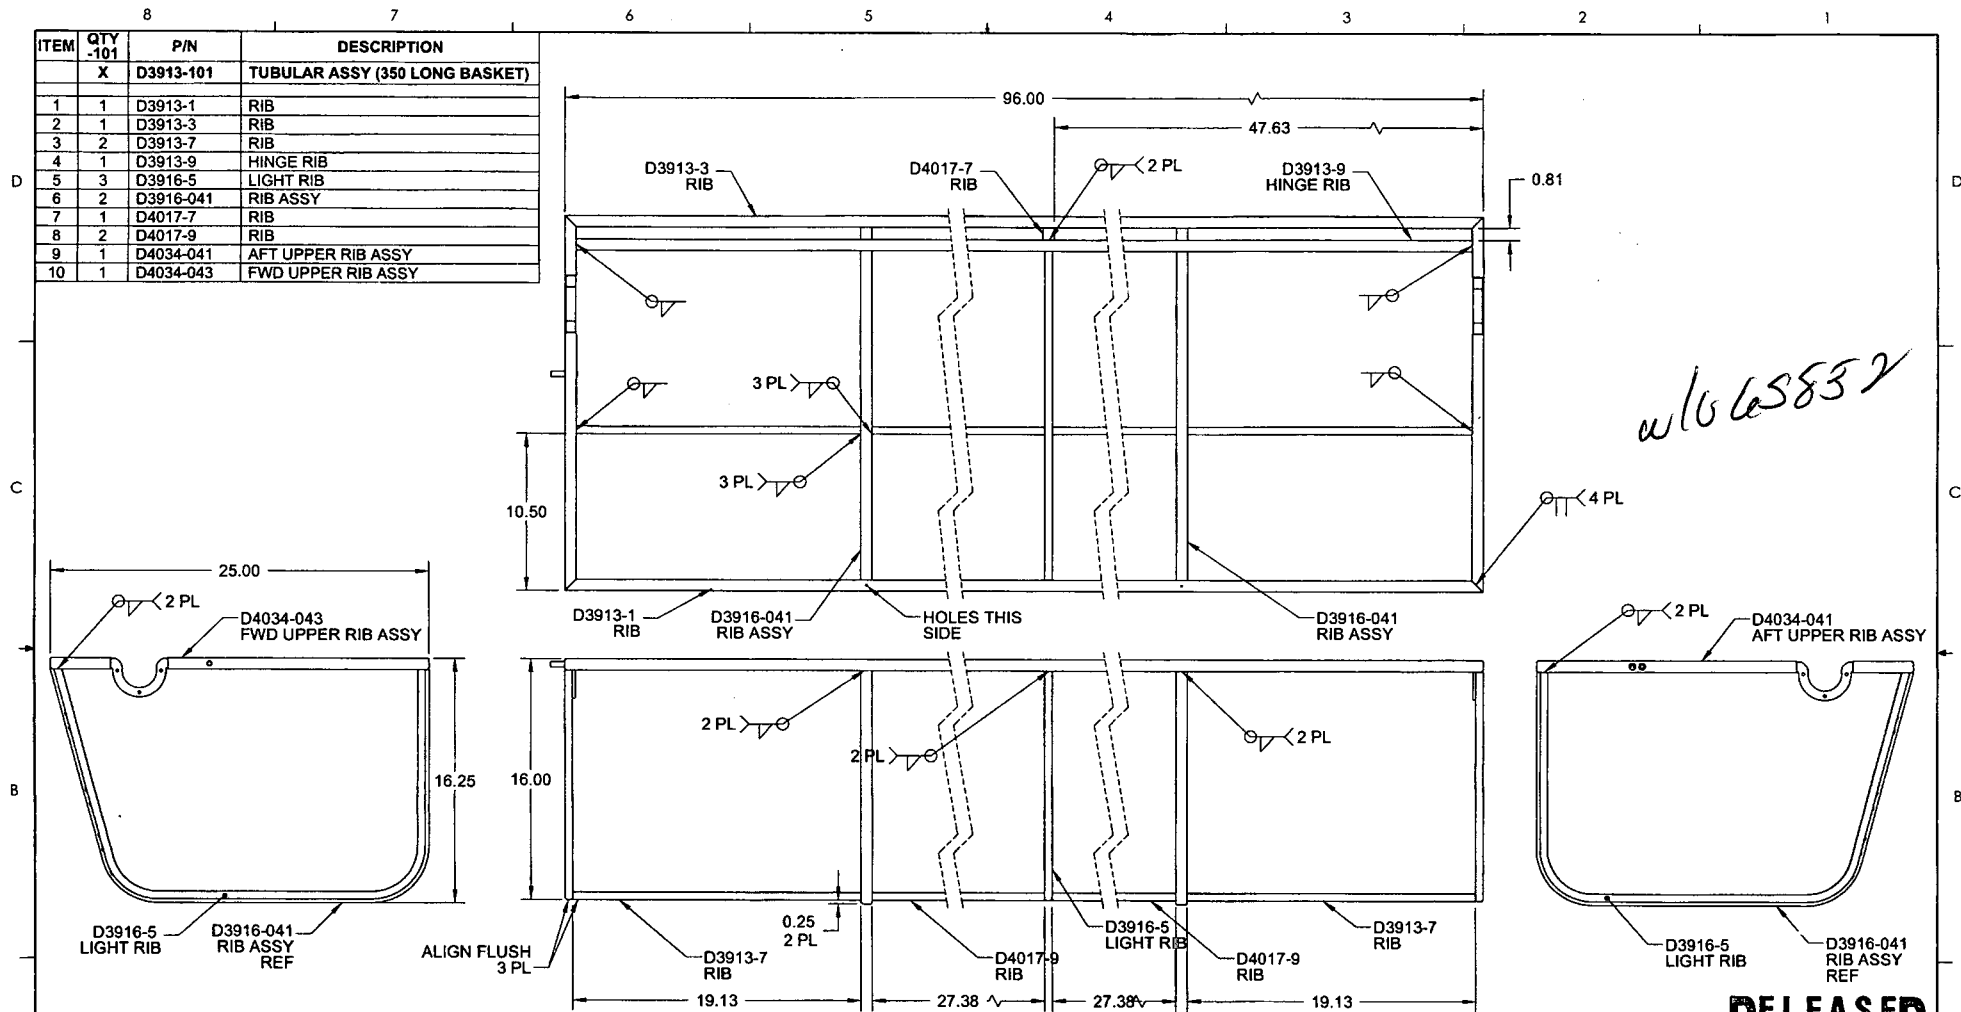 8 7 6 5 4 3 2 1
ITEM QTY -101 P/N DESCRIPTION
X D3913-101 TUBULAR ASSY (350 LONG BASKET)
1 1 D3913-1 RIB
2 1 D3913-3 RIB
3 2 D3913-7 RIB
4 1 D3913-9 HINGE RIB
5 3 D3916-5 LIGHT RIB
6 2 D3916-041 RIB ASSY
7 1 D4017-7 RIB
8 2 D4017-9 RIB
9 1 D4034-041 AFT UPPER RIB ASSY
10 1 D4034-043 FWD UPPER RIB ASSY
96.00
47.63
D3913-3
RIB
D4017-7
RIB
2 PL
D3913-9
HINGE RIB
0.81
D
D
3 PL
3 PL
10.50
w/o 65832
4 PL
C
C
D3913-1
RIB
D3916-041
RIB ASSY
HOLES THIS
SIDE
D3916-041
RIB ASSY
25.00
2 PL
D4034-043
FWD UPPER RIB ASSY
16.25
D3916-5
LIGHT RIB
D3916-041
RIB ASSY
REF
16.00
2 PL
2 PL
2 PL
0.25
2 PL
ALIGN FLUSH
3 PL
D3913-7
RIB
D4017-9
RIB
D3916-5
LIGHT RIB
D4017-9
RIB
D3913-7
RIB
19.13
27.38
27.38
19.13
2 PL
D4034-041
AFT UPPER RIB ASSY
D3916-5
LIGHT RIB
D3916-041
RIB ASSY
REF
B
B
RELEASED